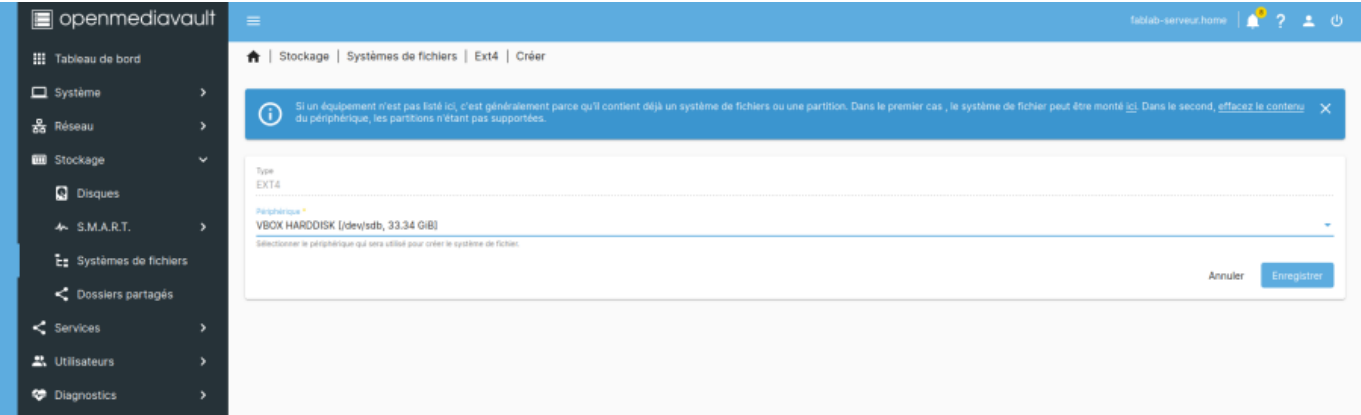 openmediavault
fablab-serveur.home
Tableau de bord
Stockage | Systèmes de fichiers | Ext4 | Créer
Système
Si un équipement n'est pas listé ici, c'est généralement parce qu'il contient déjà un système de fichiers ou une partition. Dans le premier cas , le système de fichier peut être monté ici. Dans le second, effacez le contenu
du périphérique, les partitions n'étant pas supportées.
Réseau
Stockage
Disques
S.M.A.R.T.
Systèmes de fichiers
Dossiers partagés
Services
Utilisateurs
Diagnostics
Type
EXT4
Périphérique *
VBOX HARDDISK [/dev/sdb, 33.34 GiB]
Sélectionner le périphérique qui sera utilisé pour créer le système de fichier.
Annuler
Enregistrer